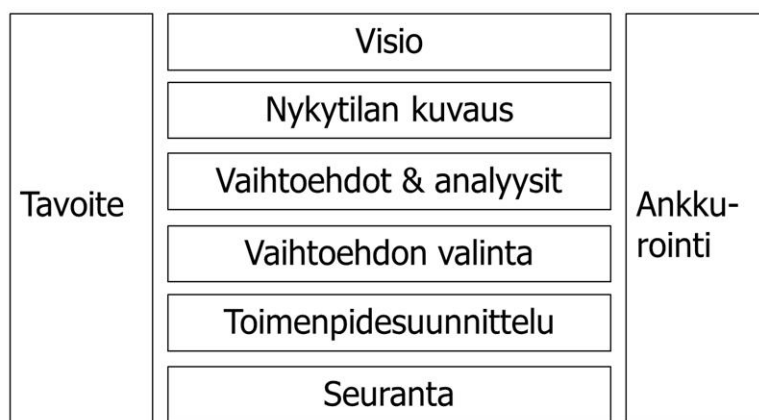 Visio
Nykytilan kuvaus
Vaihtoehdot & analyysit
Tavoite
Ankku-
rointi
Vaihtoehdon valinta
Toimenpidesuunnittelu
Seuranta